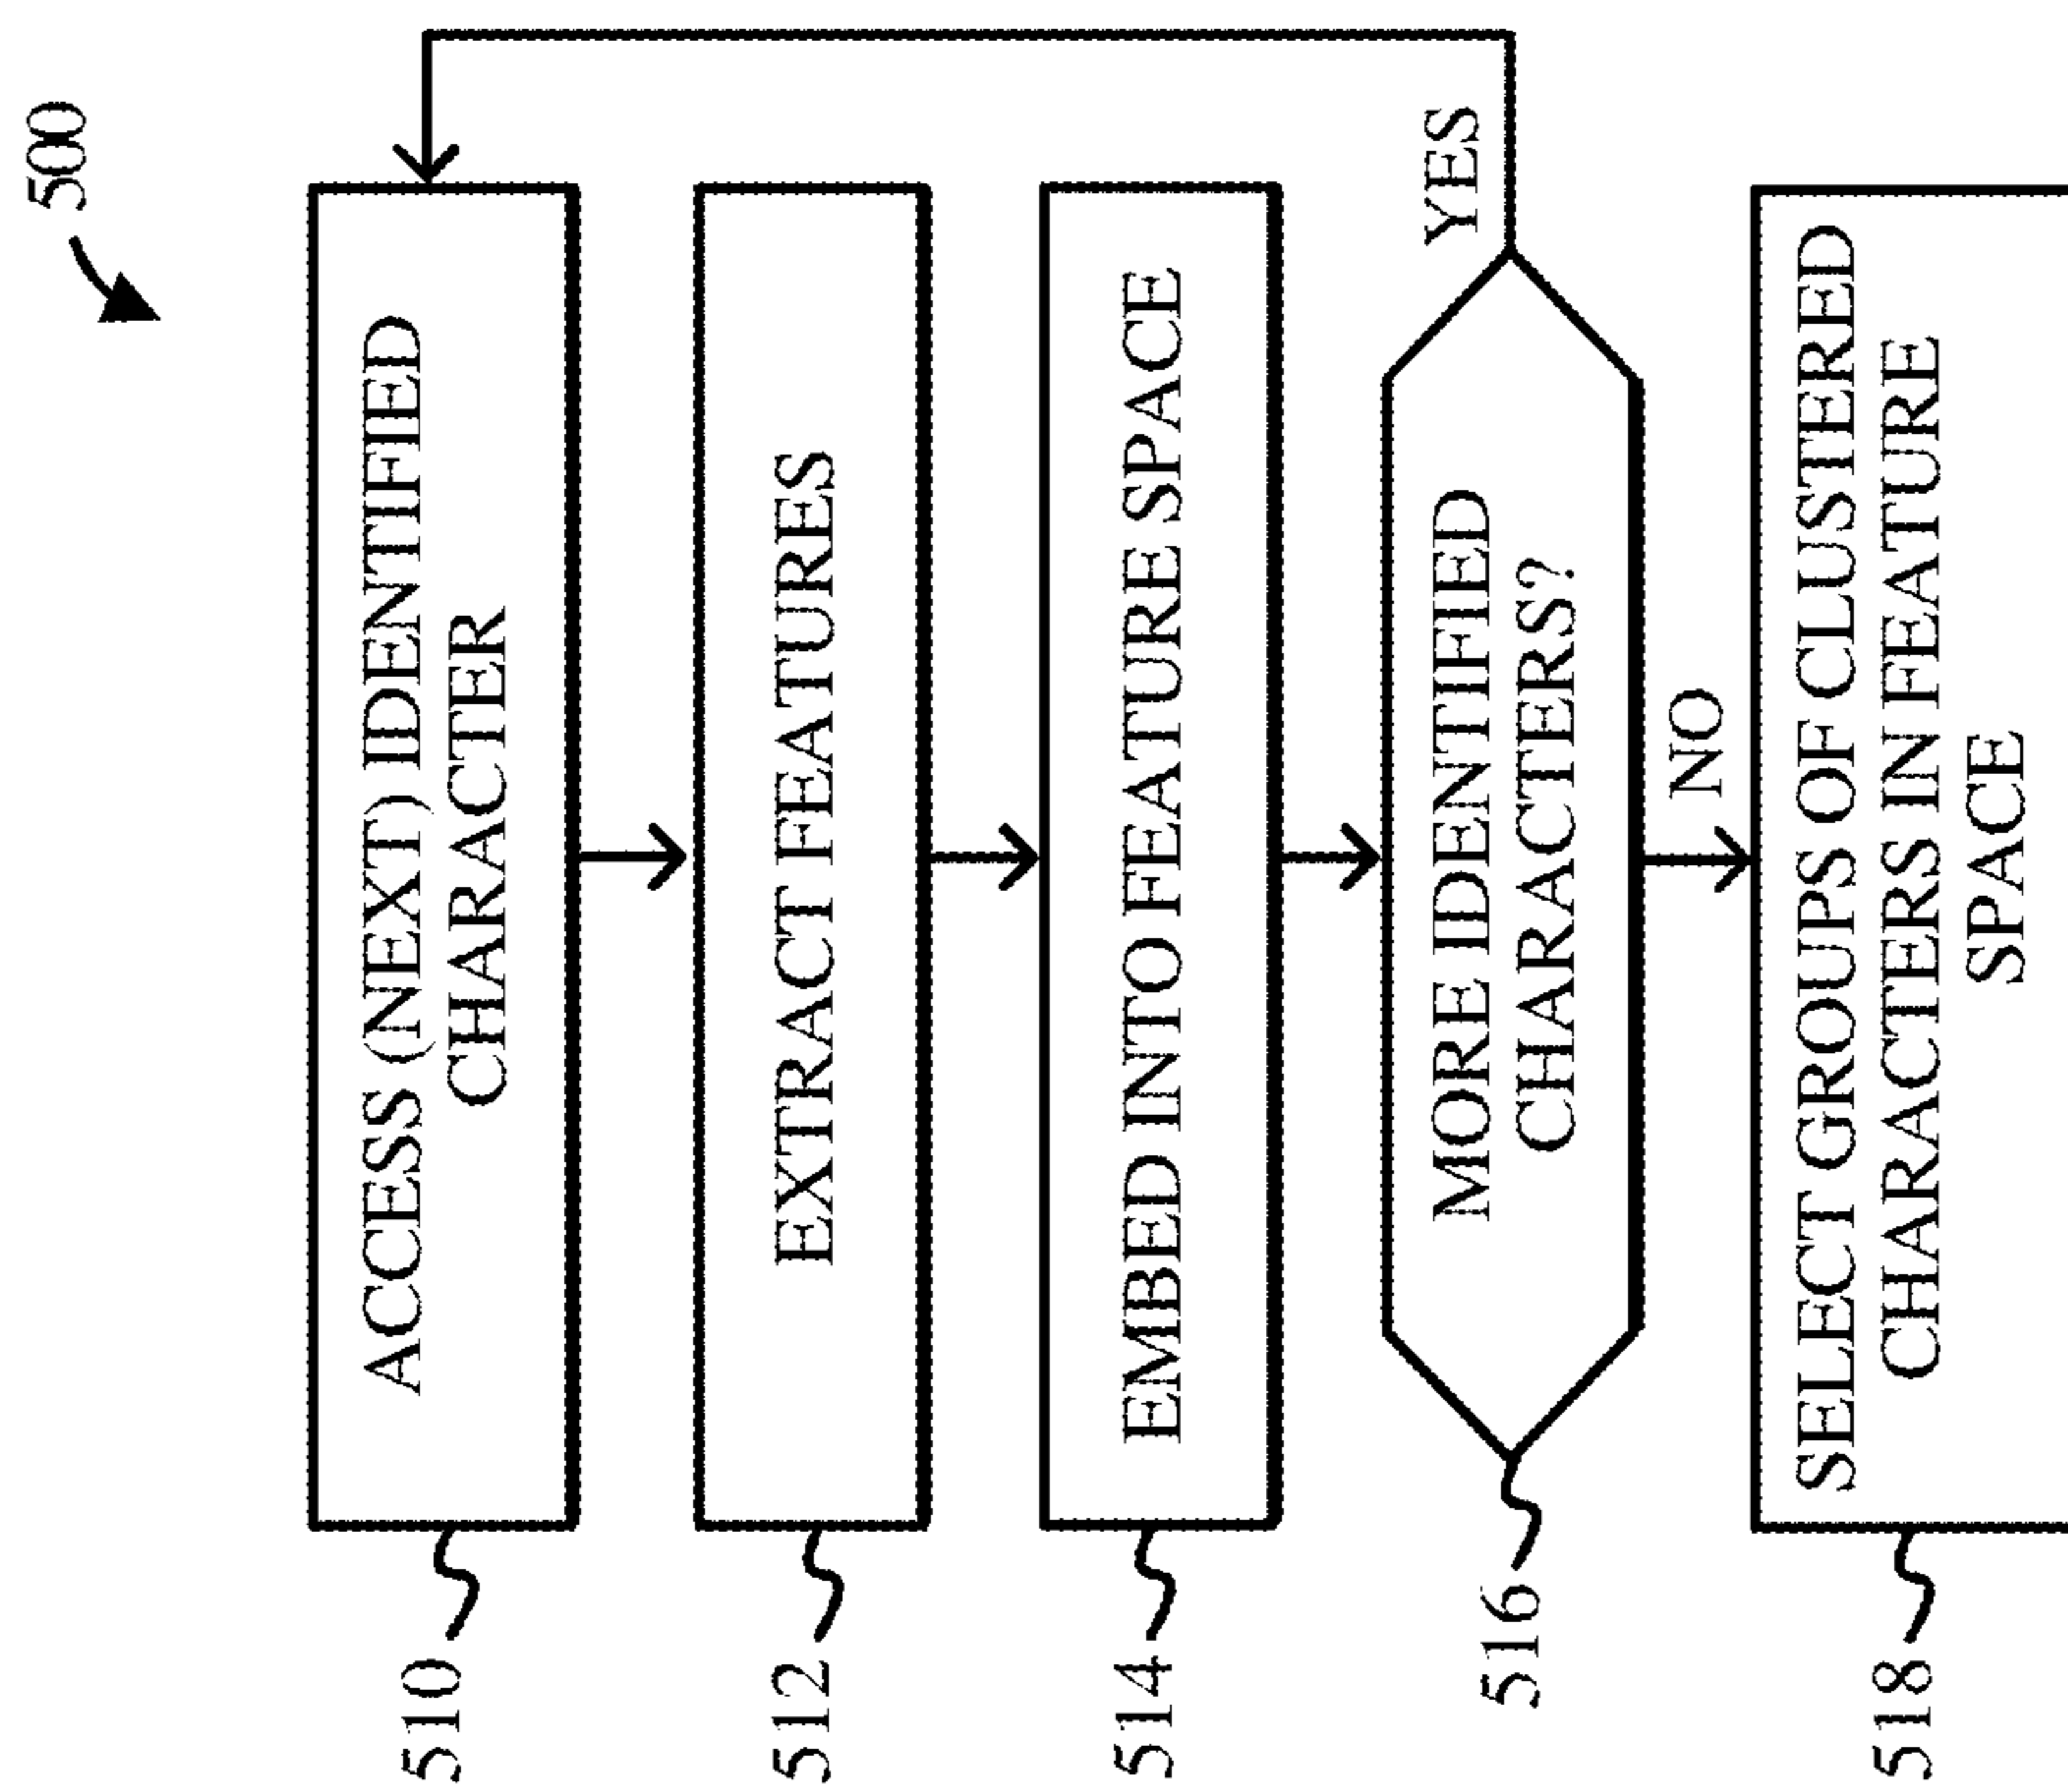 500
510
ACCESS (NEXT) IDENTIFIED
CHARACTER
512
EXTRACT FEATURES
514
EMBED INTO FEATURE SPACE
516
MORE IDENTIFIED
CHARACTERS?
YES
NO
518
SELECT GROUPS OF CLUSTERED
CHARACTERS IN FEATURE
SPACE